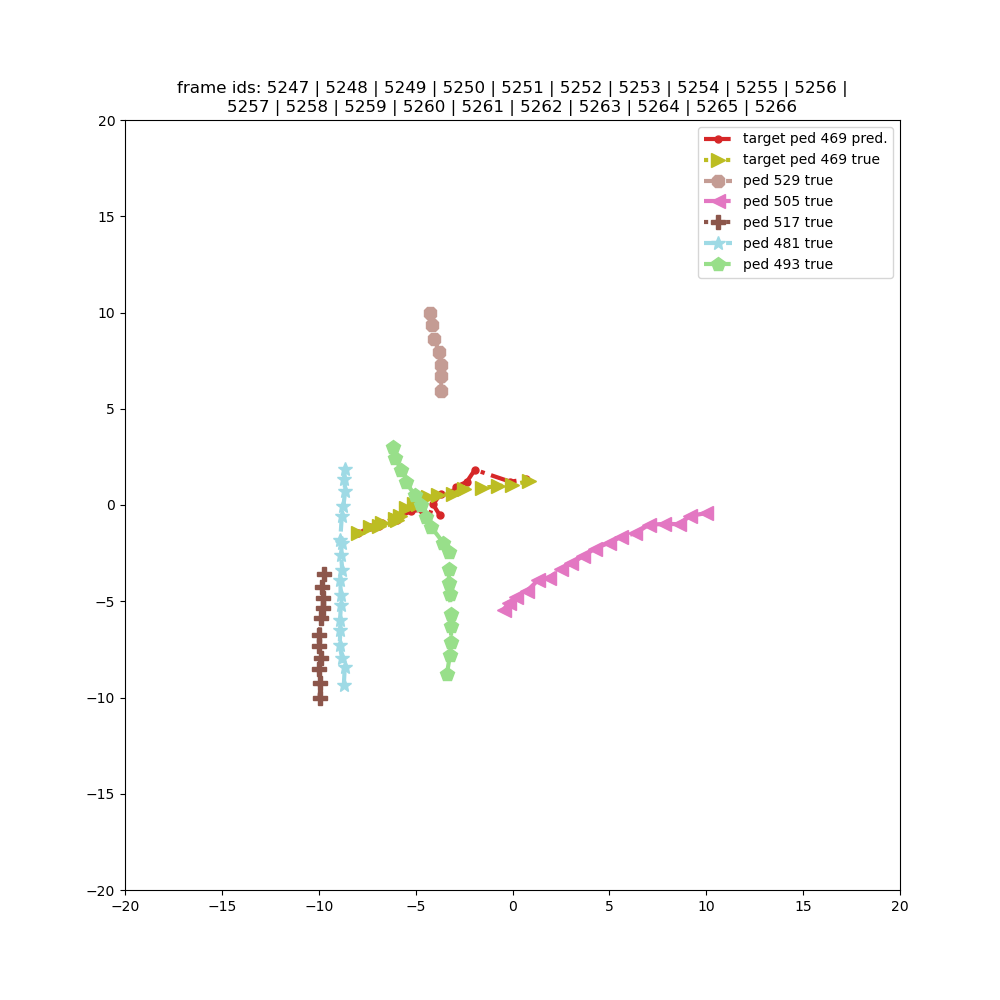 frame ids: 5247 | 5248 | 5249 | 5250 | 5251 | 5252 | 5253 | 5254 | 5255 | 5256 |
5257 | 5258 | 5259 | 5260 | 5261 | 5262 | 5263 | 5264 | 5265 | 5266
target ped 469 pred.
target ped 469 true
ped 529 true
ped 505 true
ped 517 true
ped 481 true
ped 493 true
20
15
10
5
0
−5
−10
−15
−20
−20 −15 −10 −5 0 5 10 15 20